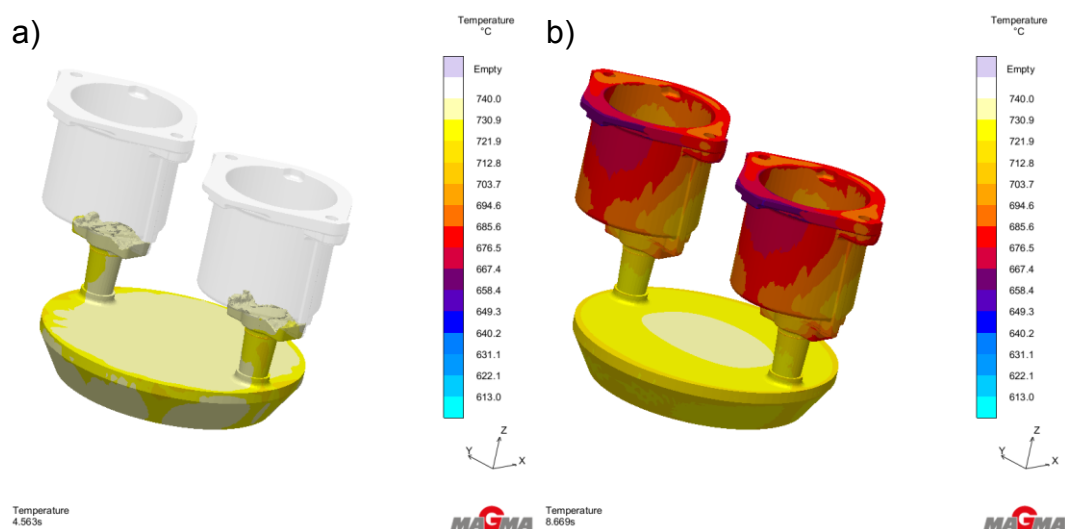 a)
Temperature
°C
Empty
740.0
730.9
721.9
712.8
703.7
694.6
685.6
676.5
667.4
658.4
649.3
640.2
631.1
622.1
613.0
Z
Y
X
Temperature
4.563s
MAGMA
b)
Temperature
°C
Empty
740.0
730.9
721.9
712.8
703.7
694.6
685.6
676.5
667.4
658.4
649.3
640.2
631.1
622.1
613.0
Z
Y
X
Temperature
8.669s
MAGMA